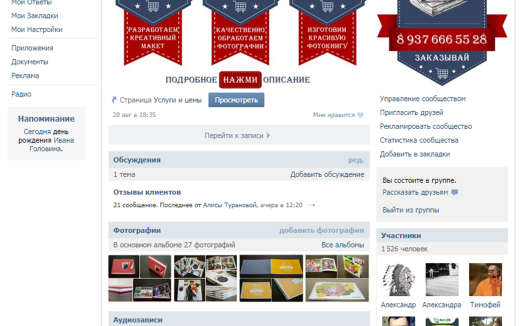 Мои Ответы
Мои Закладки
Мои Настройки
Приложения
Документы
Реклама
Радио
Напоминание
Сегодня день
рождения Ивана
Головина.
РАЗРАБОТАЕМ
КРЕАТИВНЫЙ
МАКЕТ
КАЧЕСТВЕННО
ОБРАБОТАЕМ
ФОТОГРАФИИ
ИЗГОТОВИМ
КРАСИВУЮ
ФОТОКНИГУ
ПОДРОБНОЕ НАЖМИ ОПИСАНИЕ
Страница Услуги и цены Просмотреть
28 авг в 18:35 Мне нравится
Перейти к записи
Обсуждения ред.
1 тема Добавить обсуждение
Отзывы клиентов
21 сообщение. Последнее от Алисы Турановой, вчера в 12:20 →
Фотографии добавить фотографии
В основном альбоме 27 фотографий Все альбомы
Аудиозаписи
8 937 666 55 28
ЗАКАЗЫВАЙ
Управление сообществом
Пригласить друзей
Рекламировать сообщество
Статистика сообщества
Добавить в закладки
Вы состоите в группе.
Рассказать друзьям
Выйти из группы
Участники
1 526 человек
Александр Александр Тимофей